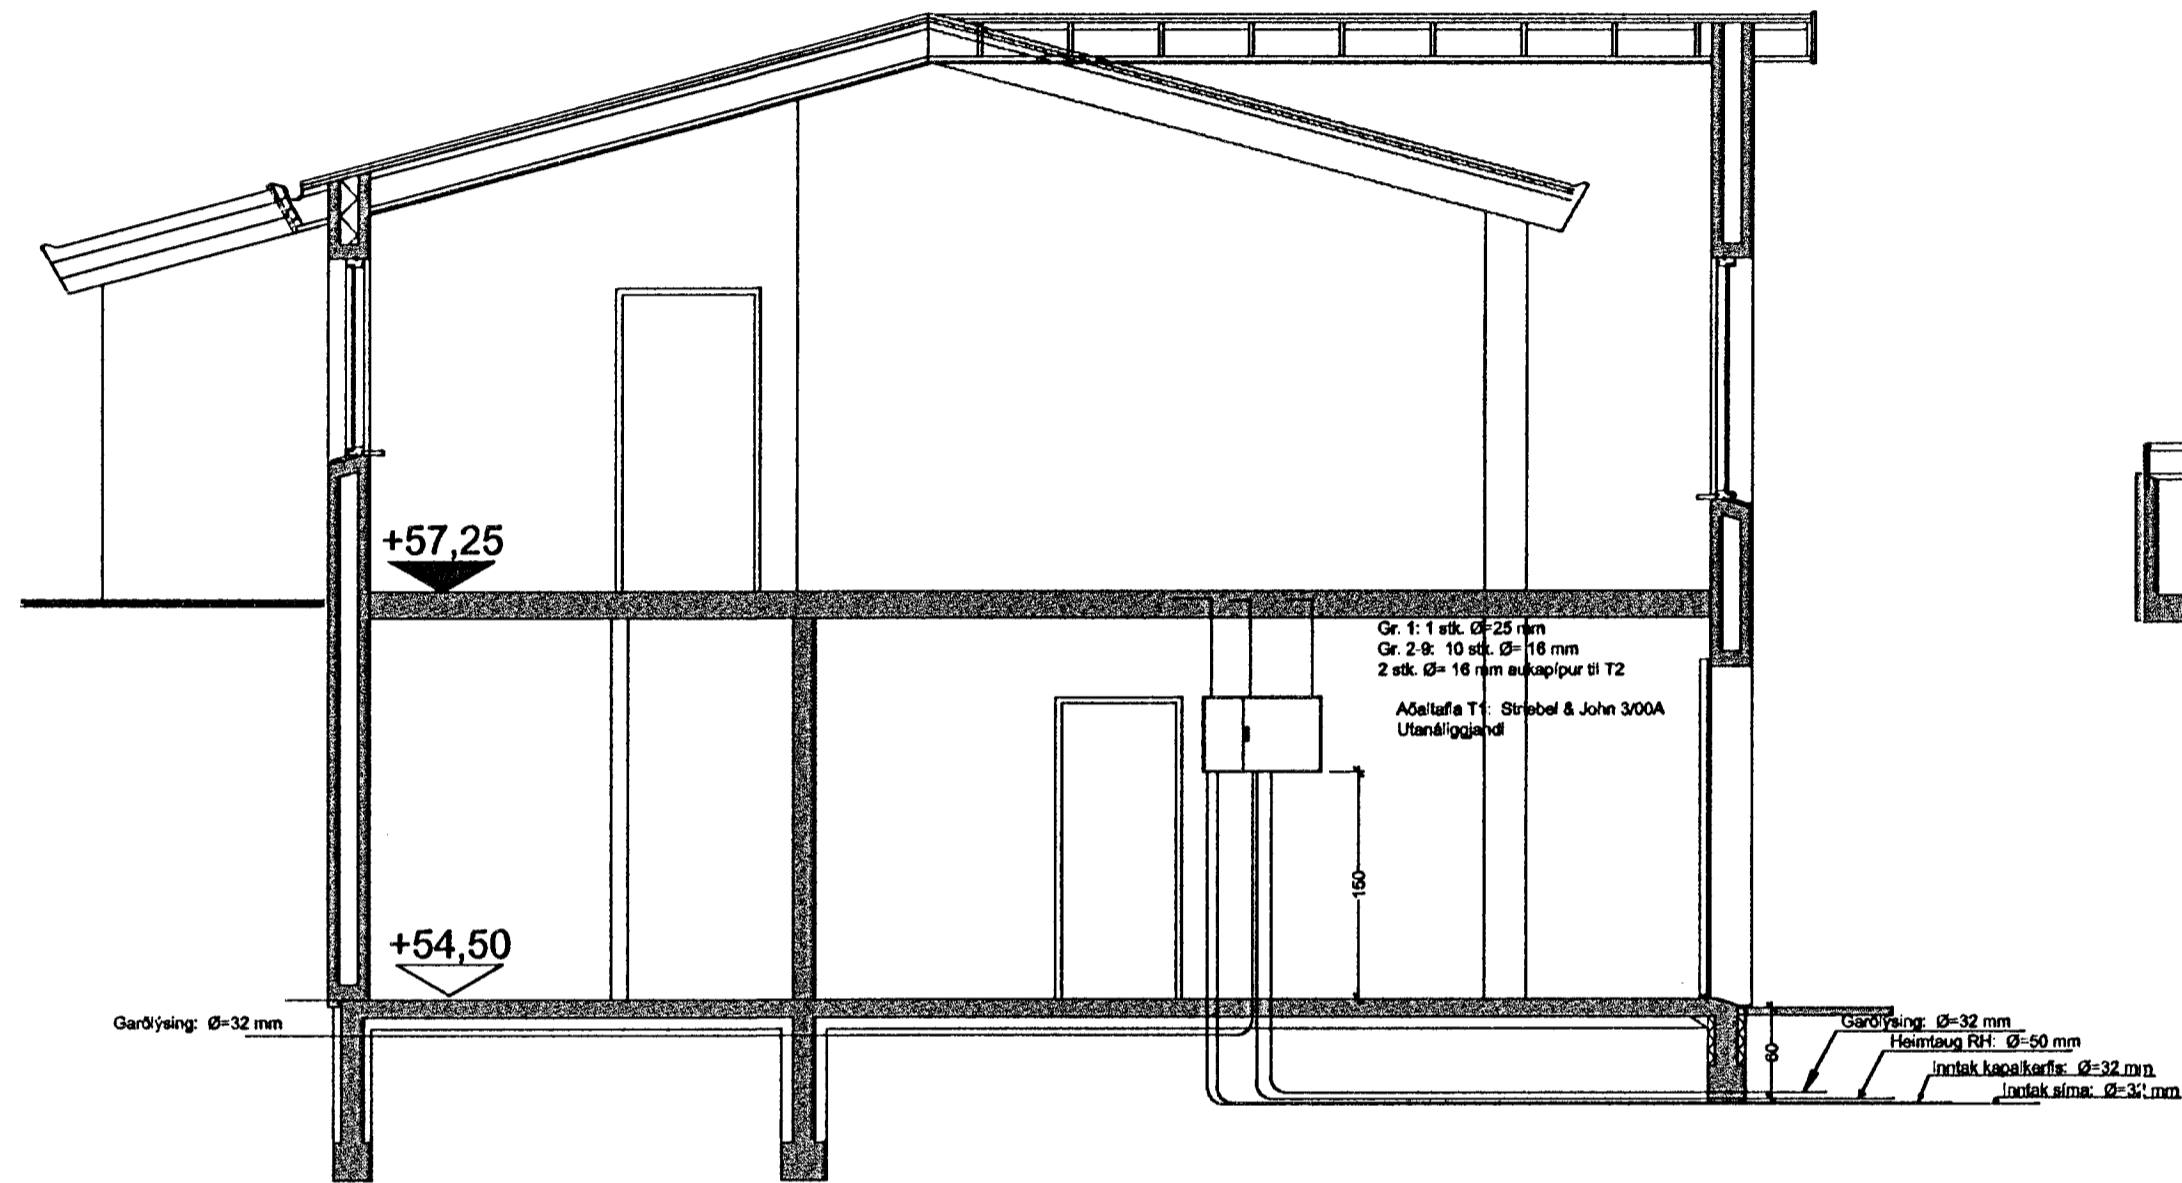 +57,25
Gr. 1: 1 stk. Ø=25 mm
Gr. 2-9: 10 stk. Ø= 16 mm
2 stk. Ø= 16 mm aukapípur til T2
Aðaltafla T1: Striebel & John 3/00A
Utanáliggjandi
150
+54,50
Garðlýsing: Ø=32 mm
Garðlýsing: Ø=32 mm
Heimtaug RH: Ø=50 mm
60
Inntak kapalkerfis: Ø=32 mm
Inntak síma: Ø=32 mm